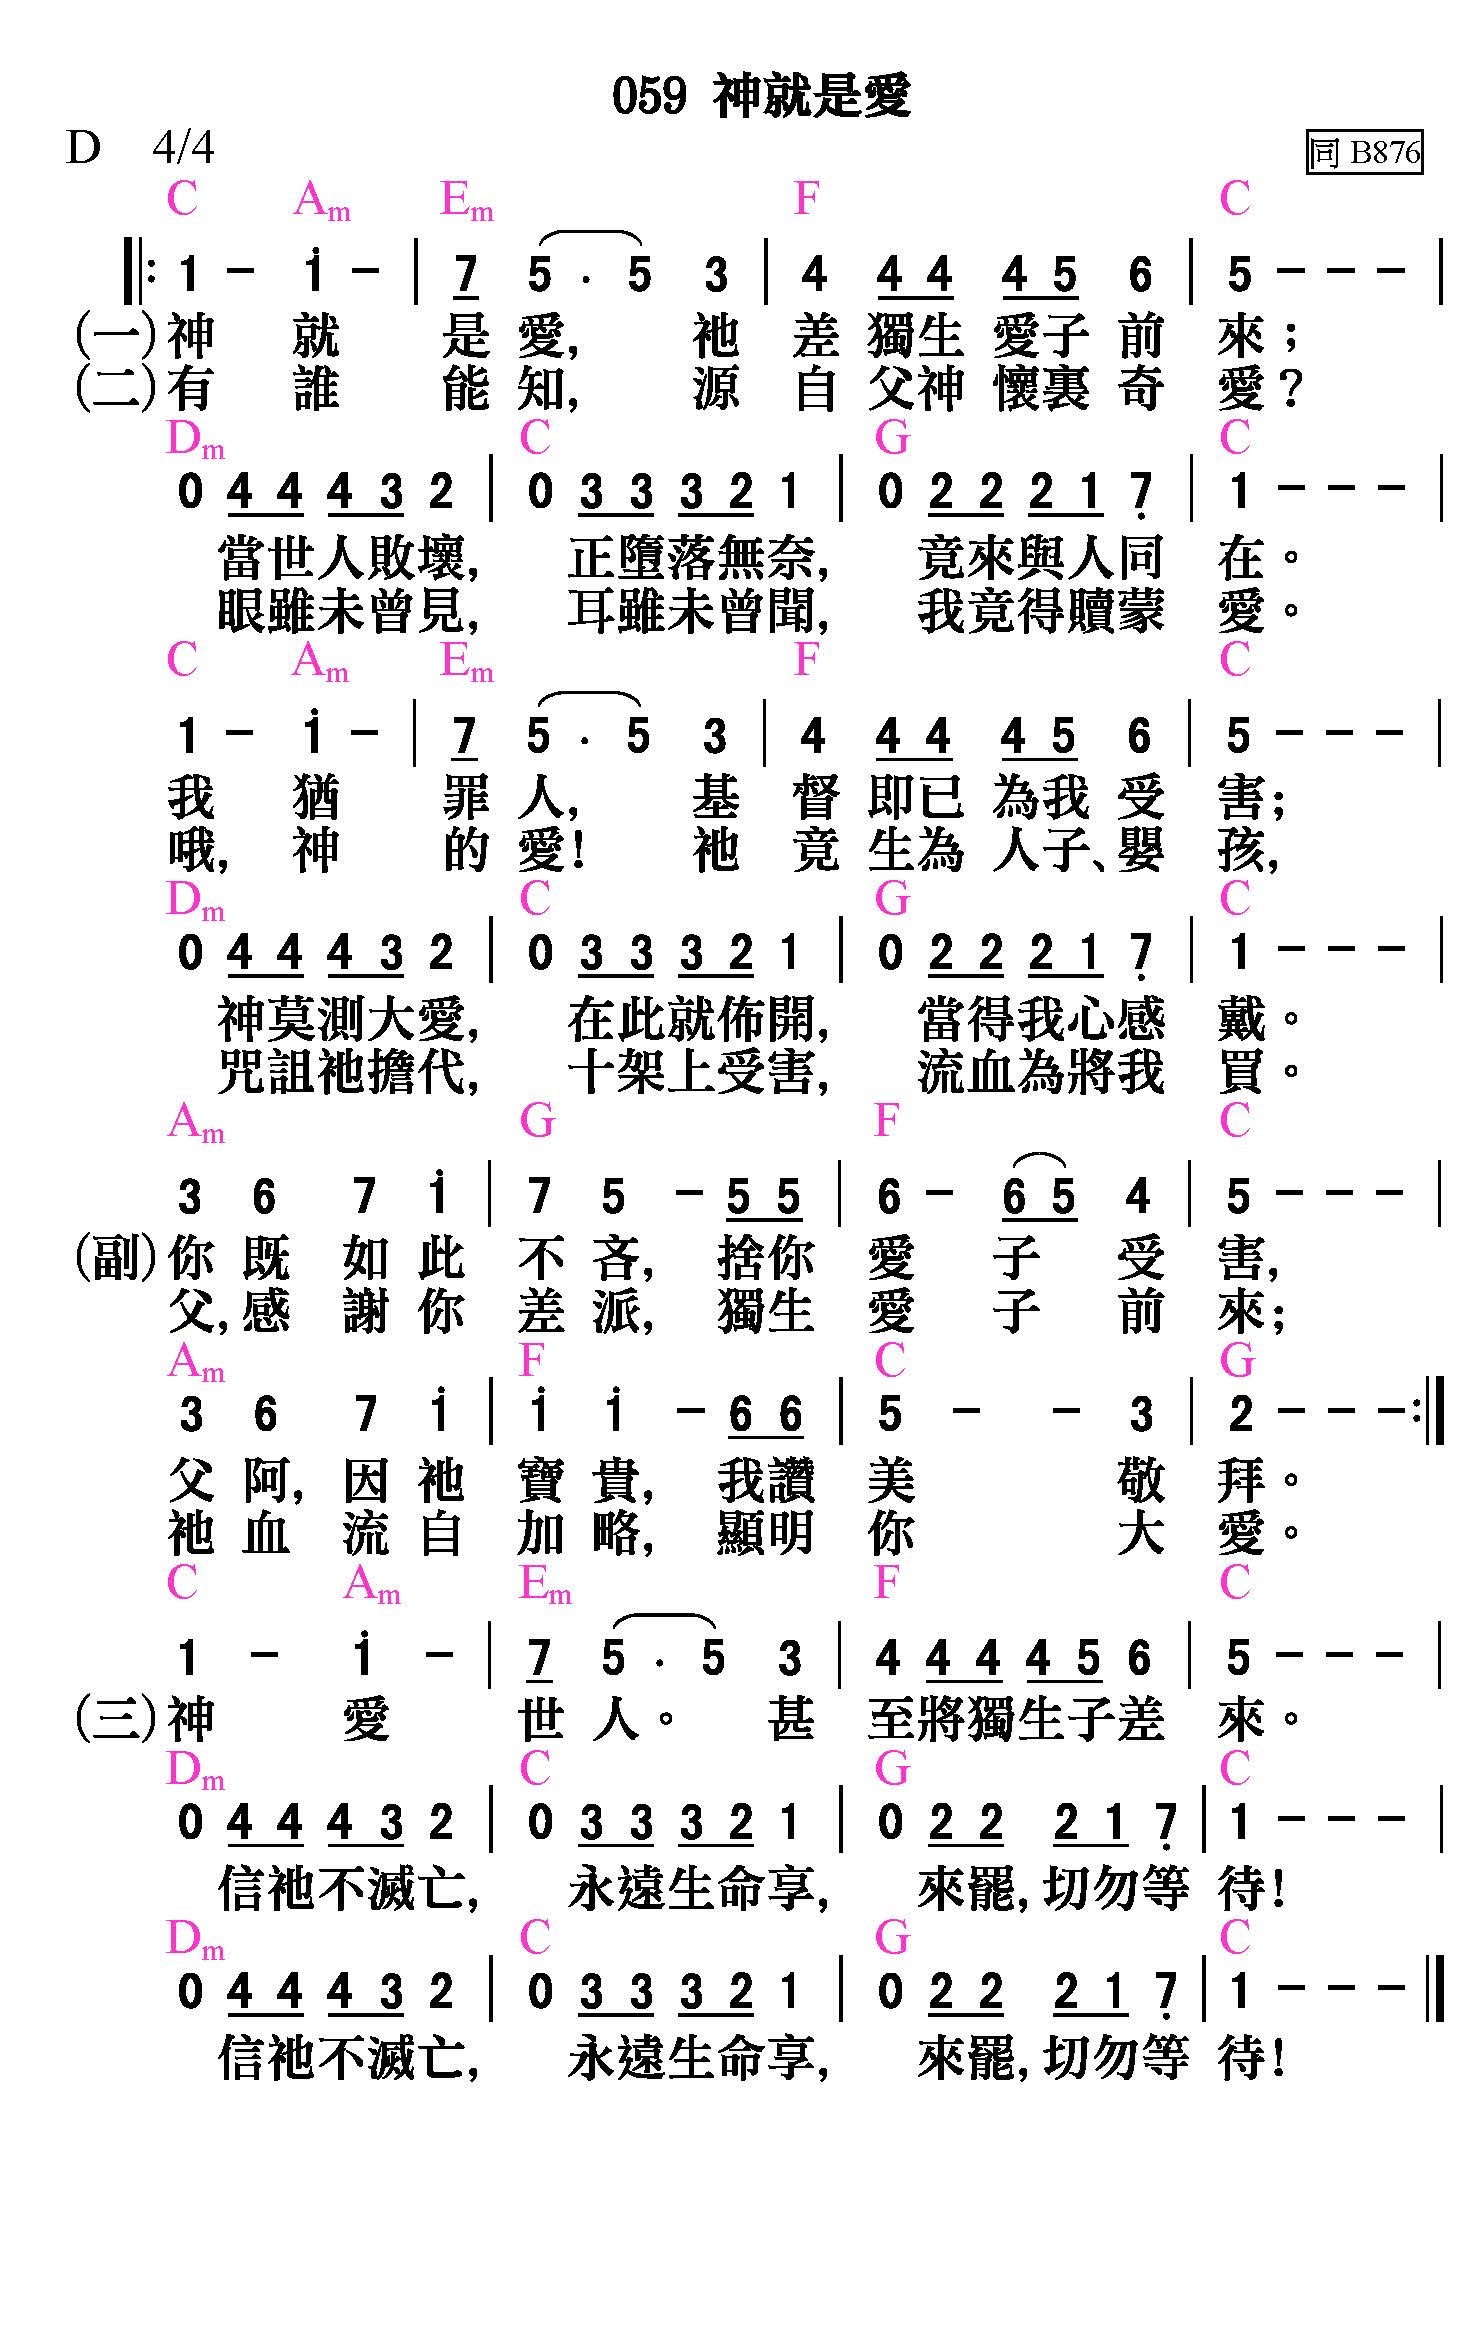 059 神就是愛
D 4/4
同 B876
C Am Em F C
1 – i – | 7 5 . 5 3 | 4 4 4 4 5 6 | 5 – – – |
(一)神 就 是 愛, 祂 差 獨生 愛子 前 來；
(二)有 誰 能 知, 源 自 父神 懷裏 奇 愛？
Dm C G C
0 4 4 4 3 2 | 0 3 3 3 2 1 | 0 2 2 2 1 7 | 1 – – – |
當世人敗壞, 正墮落無奈, 竟來與人同 在。
眼雖未曾見, 耳雖未曾聞, 我竟得贖蒙 愛。
C Am Em F C
1 – i – | 7 5 . 5 3 | 4 4 4 4 5 6 | 5 – – – |
我 猶 罪 人, 基 督 即已 為我 受 害;
哦, 神 的 愛! 祂 竟 生為 人子、嬰 孩,
Dm C G C
0 4 4 4 3 2 | 0 3 3 3 2 1 | 0 2 2 2 1 7 | 1 – – – |
神莫測大愛, 在此就佈開, 當得我心感 戴。
咒詛祂擔代, 十架上受害, 流血為將我 買。
Am G F C
3 6 7 i | 7 5 – 5 5 | 6 – 6 5 4 | 5 – – – |
(副)你 既 如 此 不 吝, 捨你 愛 子 受 害,
父,感 謝 你 差 派, 獨生 愛 子 前 來;
Am F C G
3 6 7 i | i i – 6 6 | 5 – – 3 | 2 – – – :|
父 阿, 因 祂 寶 貴, 我讚 美 敬 拜。
祂 血 流 自 加 略, 顯明 你 大 愛。
C Am Em F C
1 – i – | 7 5 . 5 3 | 4 4 4 4 5 6 | 5 – – – |
(三)神 愛 世 人。 甚 至將獨生子差 來。
Dm C G C
0 4 4 4 3 2 | 0 3 3 3 2 1 | 0 2 2 2 1 7 | 1 – – – |
信祂不滅亡, 永遠生命享, 來罷,切勿等 待!
Dm C G C
0 4 4 4 3 2 | 0 3 3 3 2 1 | 0 2 2 2 1 7 | 1 – – – |
信祂不滅亡, 永遠生命享, 來罷,切勿等 待!